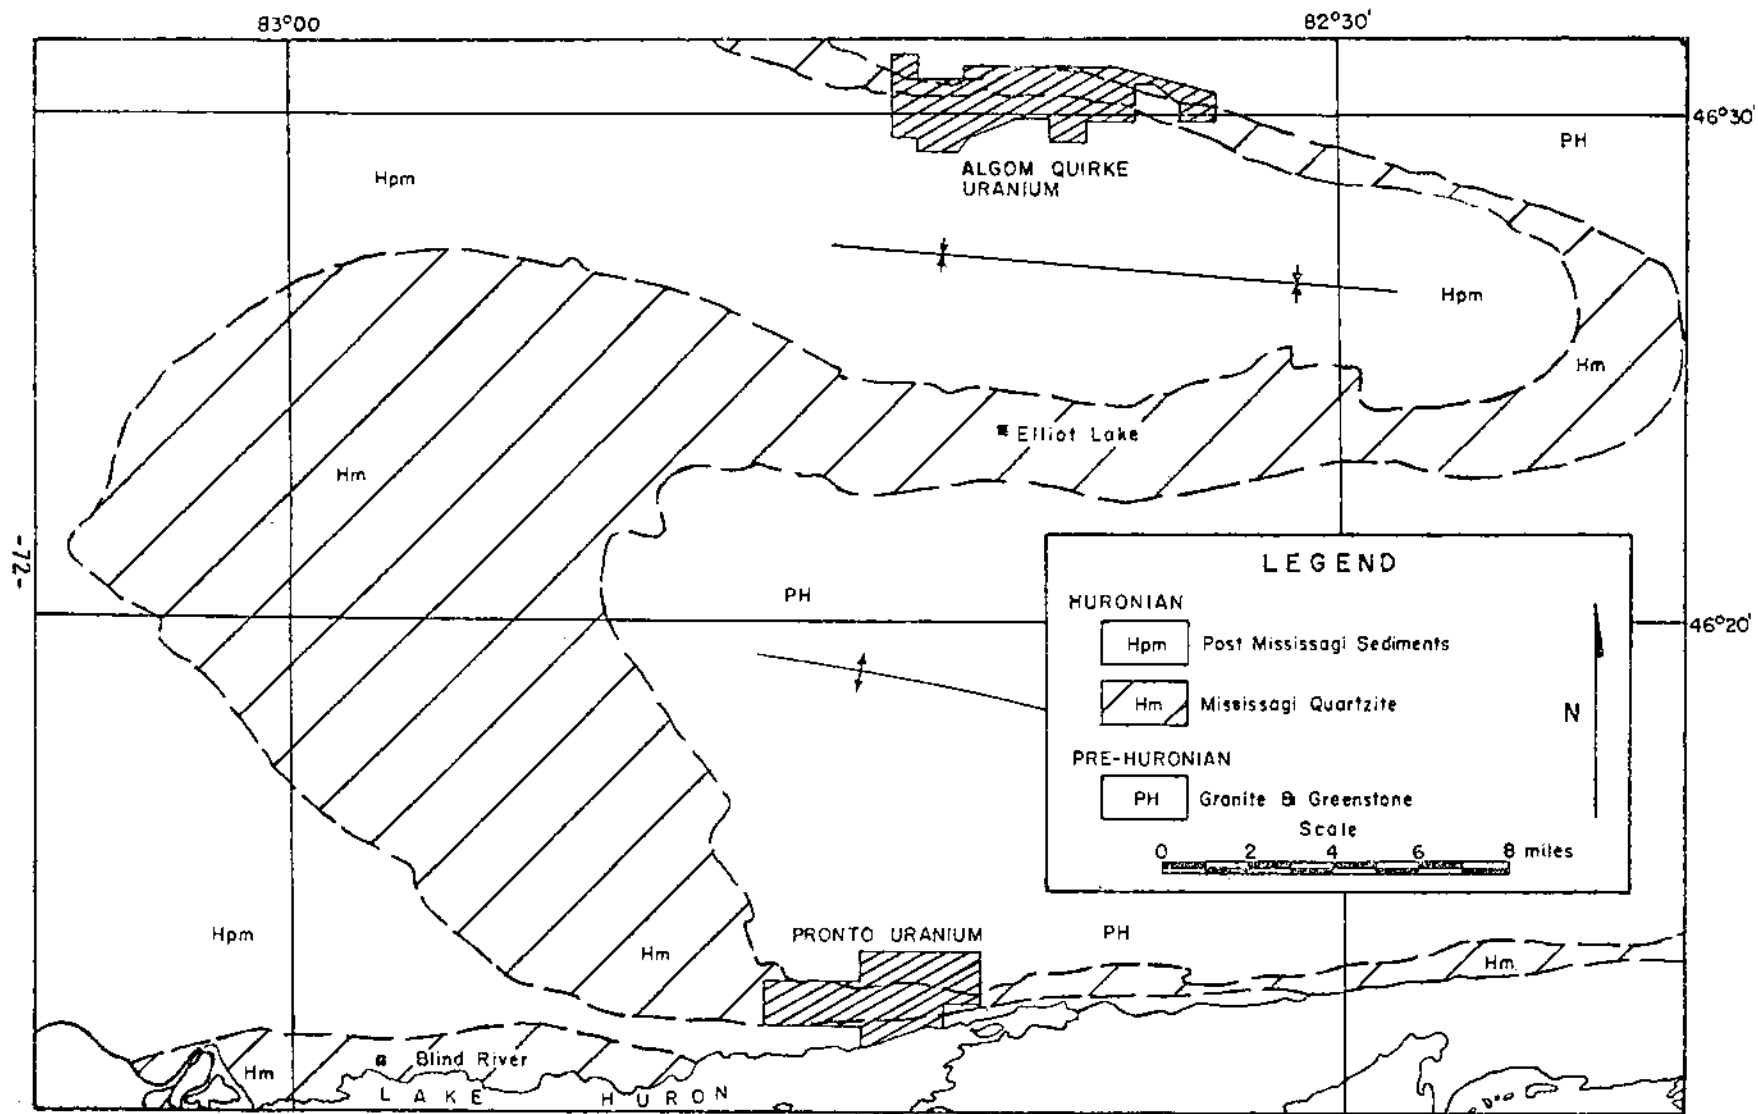 83°00
82°30'
46°30'
PH
Hpm
ALGOM QUIRKE
URANIUM
Hpm
Hm
Elliot Lake
Hm
-72-
PH
46°20'
LEGEND
HURONIAN
Hpm Post Mississagi Sediments
Hm Mississagi Quartzite
N
PRE-HURONIAN
PH Granite & Greenstone
Scale
0 2 4 6 8 miles
Hpm
Hm
PRONTO URANIUM
PH
Hm
Blind River
Hm
LAKE HURON